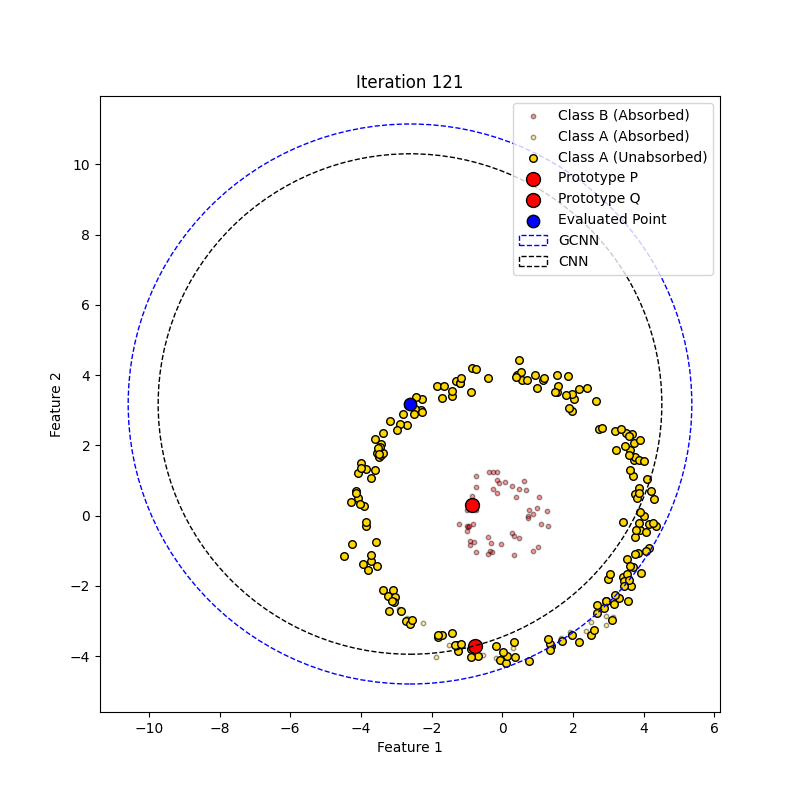 Iteration 121
Class B (Absorbed)
Class A (Absorbed)
Class A (Unabsorbed)
Prototype P
Prototype Q
Evaluated Point
GCNN
CNN
Feature 2
10
8
6
4
2
0
−2
−4
−10 −8 −6 −4 −2 0 2 4 6
Feature 1